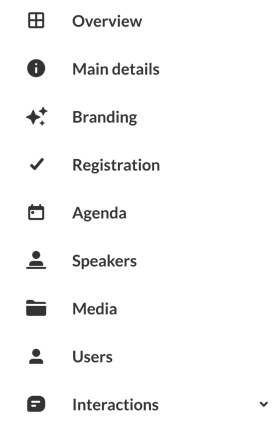 Overview
Main details
Branding
Registration
Agenda
Speakers
Media
Users
Interactions